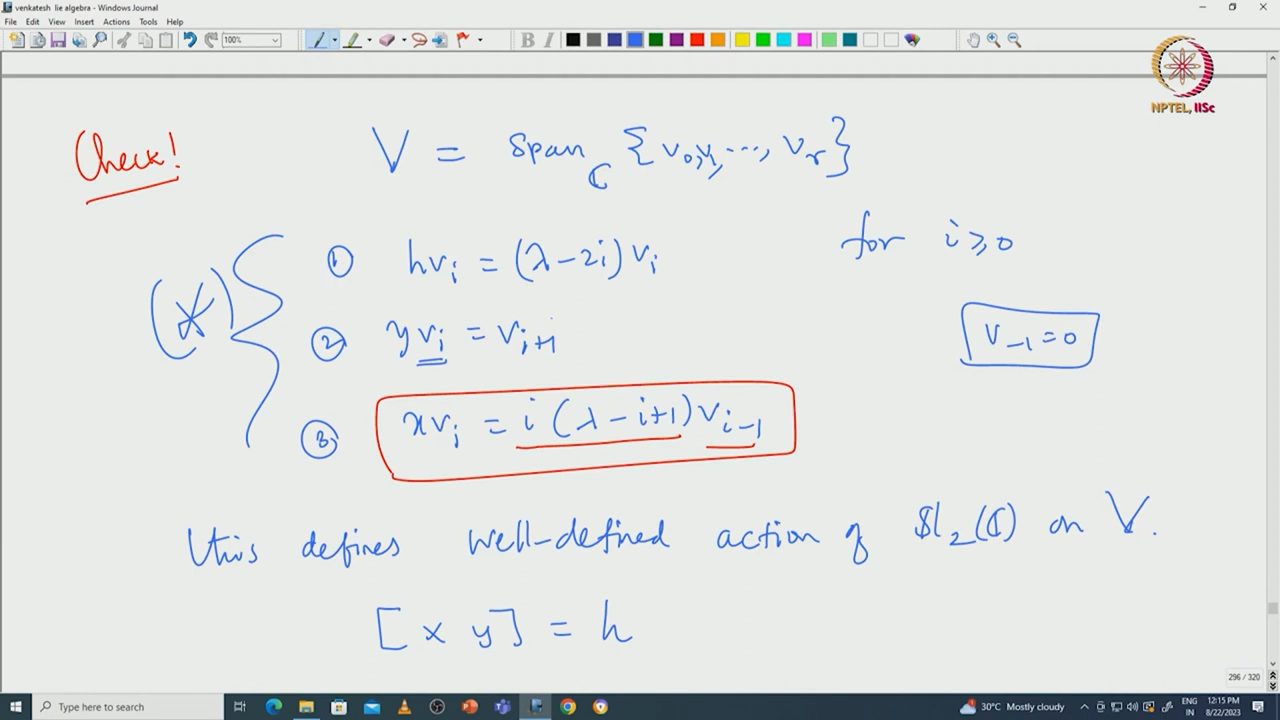 venkatesh lie algebra - Windows Journal
File Edit View Insert Actions Tools Help
100%
B I
NPTEL, IISc
Check!
V = span_ℂ {v₀, v₁, ..., vᵣ}
for i ≥ 0
(*)
① hvᵢ = (λ − 2i) vᵢ
② yvᵢ = vᵢ₊₁
v₋₁ = 0
③ xvᵢ = i (λ − i + 1) vᵢ₋₁
this defines well-defined action of sl₂(ℂ) on V.
[x y] = h
296 / 320
Type here to search
30°C Mostly cloudy
ENG
IN
12:15 PM
8/22/2023